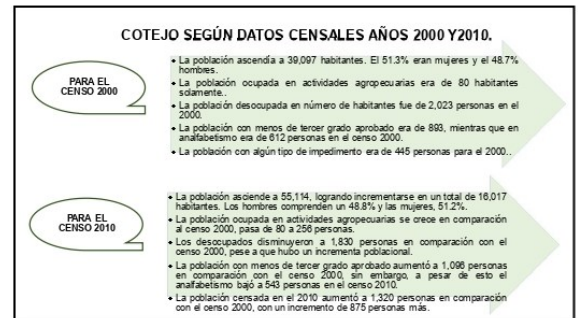 COTEJO SEGÚN DATOS CENSALES AÑOS 2000 Y2010.
PARA EL
CENSO 2000
• La población ascendía a 39,097 habitantes. El 51.3% eran mujeres y el 48.7%
hombres.
• La población ocupada en actividades agropecuarias era de 80 habitantes
solamente..
• La población desocupada en número de habitantes fue de 2,023 personas en el
2000.
• La población con menos de tercer grado aprobado era de 893, mientras que en
analfabetismo era de 612 personas en el censo 2000.
• La población con algún tipo de impedimento era de 445 personas para el 2000..
PARA EL
CENSO 2010
• La población asciende a 55,114, logrando incrementarse en un total de 16,017
habitantes. Los hombres comprenden un 48.8% y las mujeres, 51.2%.
• La población ocupada en actividades agropecuarias se crece en comparación
al censo 2000, pasa de 80 a 256 personas.
• Los desocupados disminuyeron a 1,830 personas en comparación con el
censo 2000, pese a que hubo un incrementa poblacional.
• La población con menos de tercer grado aprobado aumentó a 1,096 personas
en comparación con el censo 2000, sin embargo, a pesar de esto el
analfabetismo bajó a 543 personas en el censo 2010.
• La población censada en el 2010 aumentó a 1,320 personas en comparación
con el censo 2000, con un incremento de 875 personas más.